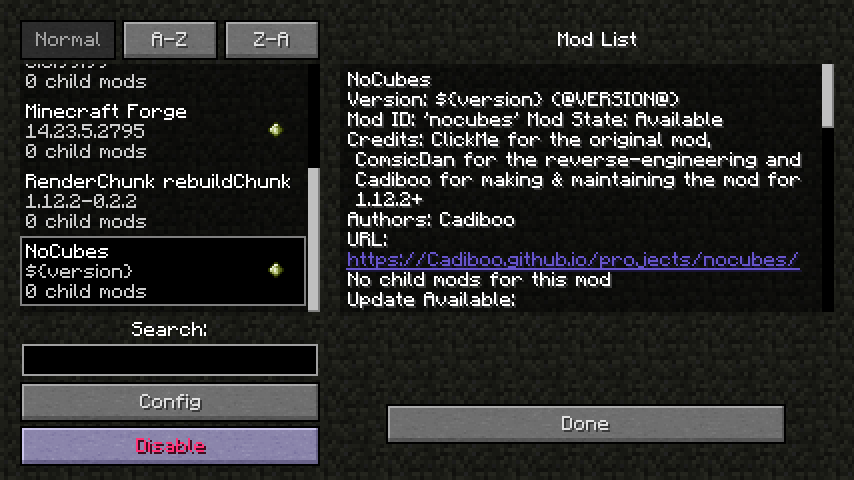 Normal
A-Z
Z-A
0 child mods
Minecraft Forge
14.23.5.2795
0 child mods
RenderChunk rebuildChunk
1.12.2-0.2.2
0 child mods
NoCubes
${version}
0 child mods
Search:
Config
Disable
Mod List
NoCubes
Version: ${version} (@VERSION@)
Mod ID: 'nocubes' Mod State: Available
Credits: ClickMe for the original mod,
ComsicDan for the reverse-engineering and
Cadiboo for making & maintaining the mod for
1.12.2+
Authors: Cadiboo
URL:
https://Cadiboo.github.io/projects/nocubes/
No child mods for this mod
Update Available:
Done